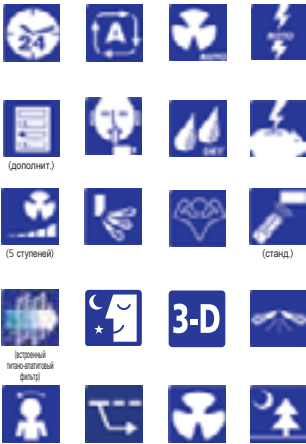 24
A
AUTO
AUTO
(дополнит.)
DRY
(5 ступеней)
(станд.)
(встроенный
титано-апатитовый
фильтр)
3-D